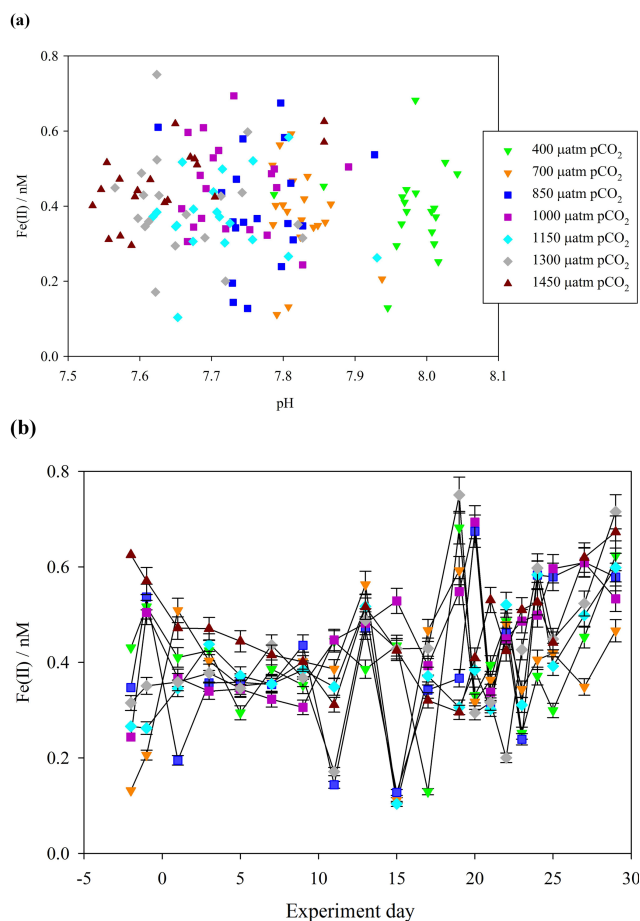 (a)
0.8
0.6
0.4
0.2
0.0
Fe(II) / nM
7.5 7.6 7.7 7.8 7.9 8.0 8.1
pH
400 µatm pCO2
700 µatm pCO2
850 µatm pCO2
1000 µatm pCO2
1150 µatm pCO2
1300 µatm pCO2
1450 µatm pCO2
(b)
0.8
0.6
0.4
0.2
0.0
Fe(II) / nM
-5 0 5 10 15 20 25 30
Experiment day